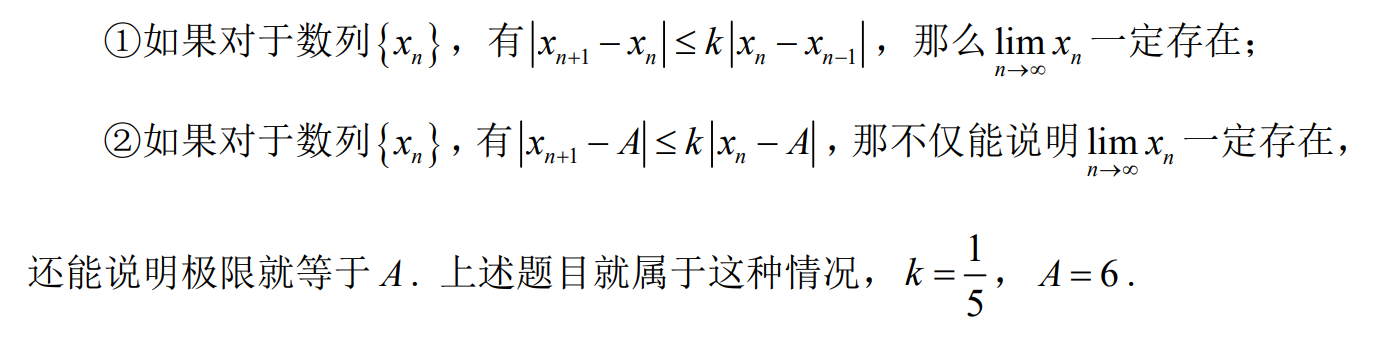 ①如果对于数列{xₙ}，有|xₙ₊₁ − xₙ| ≤ k|xₙ − xₙ₋₁|，那么 lim_{n→∞} xₙ 一定存在；
②如果对于数列{xₙ}，有|xₙ₊₁ − A| ≤ k|xₙ − A|，那不仅能说明 lim_{n→∞} xₙ 一定存在，
还能说明极限就等于 A．上述题目就属于这种情况，k = 1/5，A = 6．